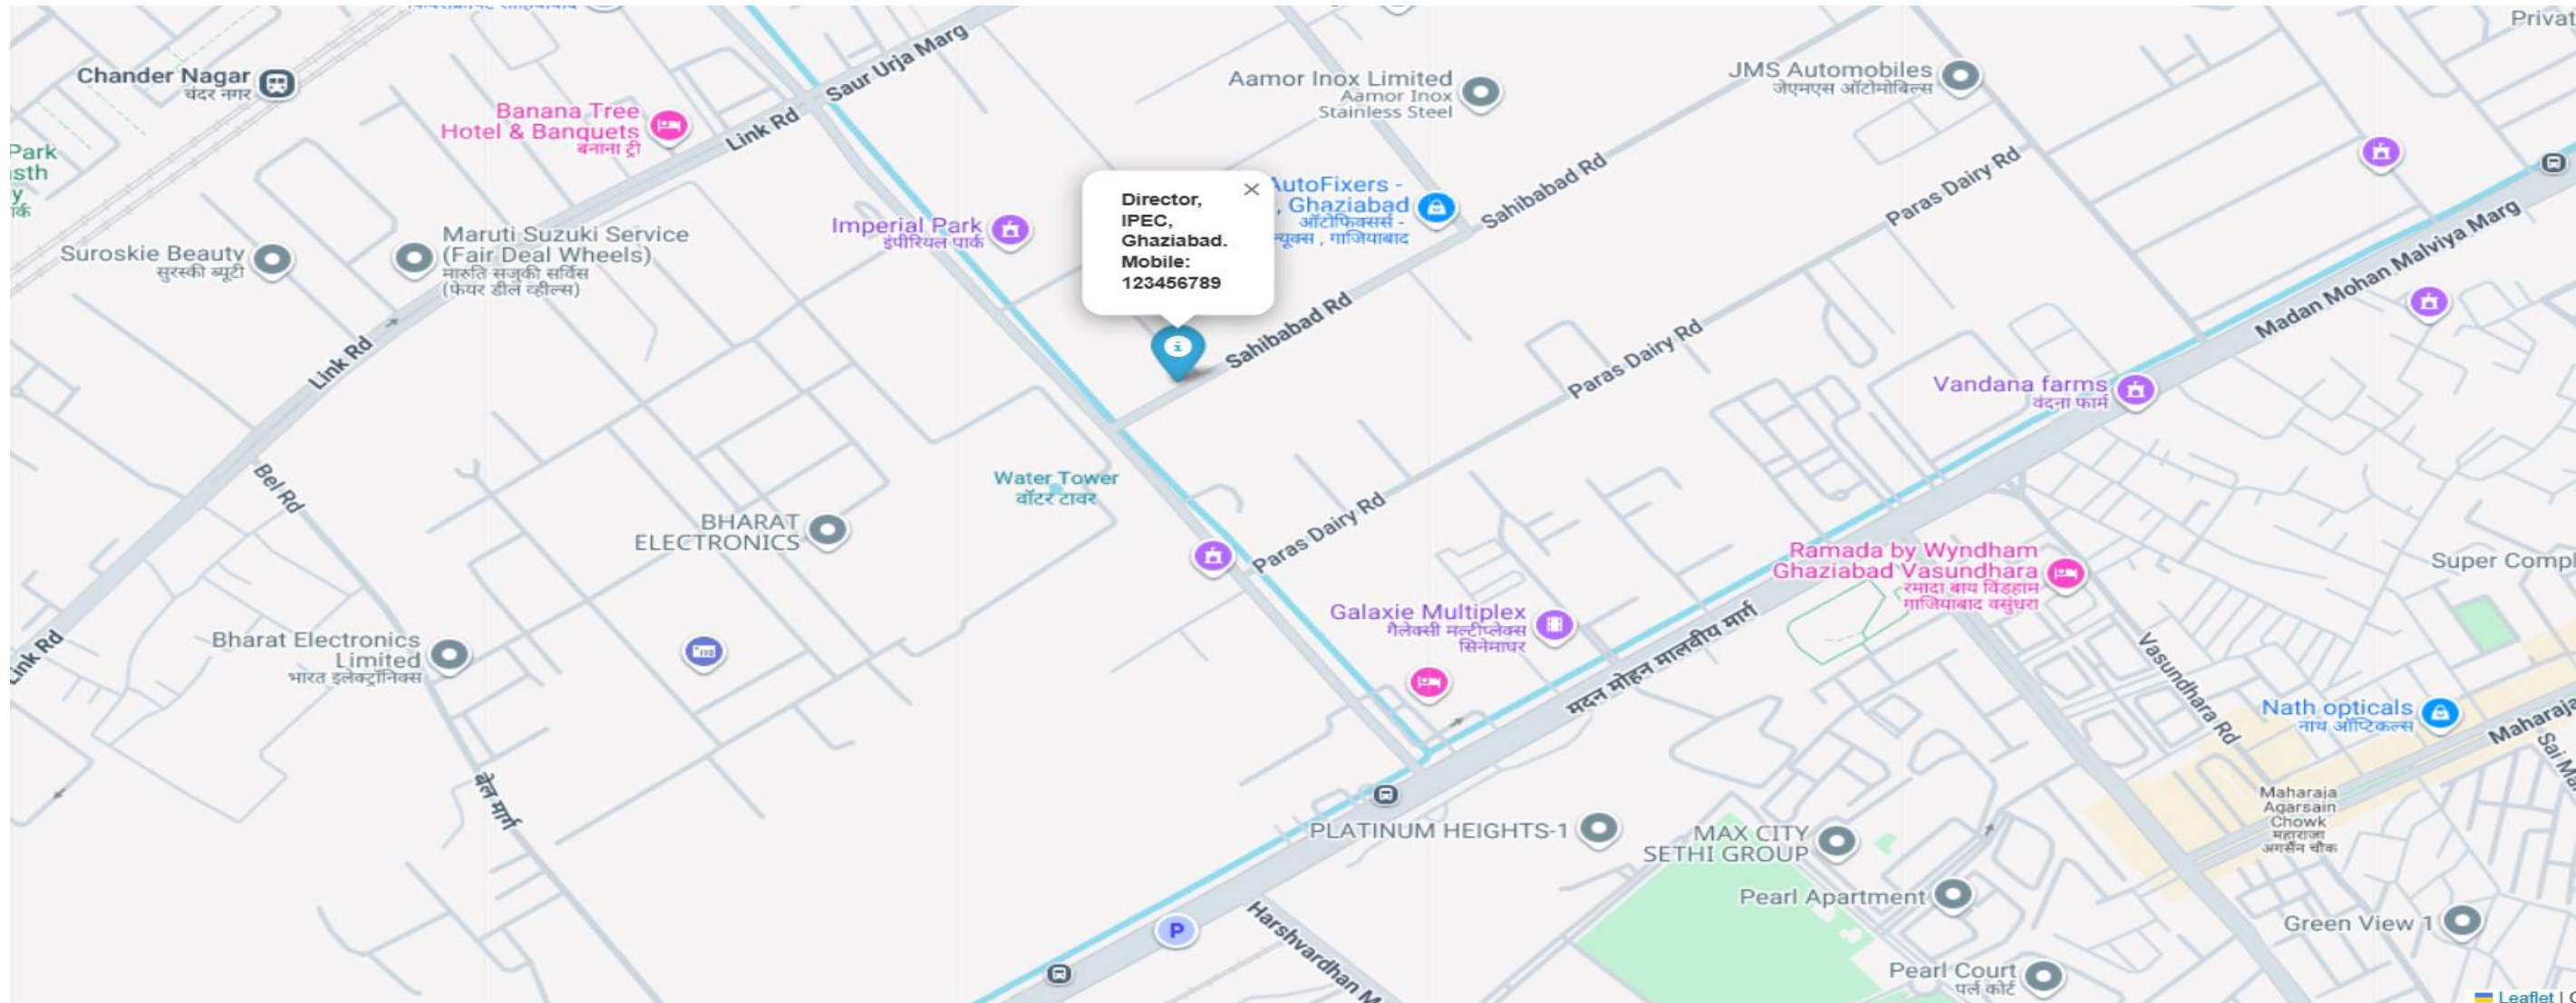 Saur Urja Marg
Privat
Chander Nagar
चंदर नगर
Aamor Inox Limited
Aamor Inox
Stainless Steel
JMS Automobiles
जेएमएस ऑटोमोबिल्स
Banana Tree
Hotel & Banquets
बनाना ट्री
Link Rd
Park
asth
y
Sahibabad Rd
Paras Dairy Rd
Director,
IPEC,
Ghaziabad.
Mobile:
123456789
AutoFixers -
, Ghaziabad
ऑटोफिक्सर्स -
न्यूक्स , गाजियाबाद
Imperial Park
इंपीरियल पार्क
Suroskie Beauty
सुरस्की ब्यूटी
Maruti Suzuki Service
(Fair Deal Wheels)
मारुति सुजुकी सर्विस
(फेयर डील व्हील्स)
Madan Mohan Malviya Marg
Sahibabad Rd
Link Rd
Paras Dairy Rd
Vandana farms
वंदना फार्म
Bel Rd
Water Tower
वॉटर टावर
BHARAT
ELECTRONICS
Paras Dairy Rd
Ramada by Wyndham
Ghaziabad Vasundhara
रमादा बाय विंडहाम
गाजियाबाद वसुंधरा
Super Compl
Galaxie Multiplex
गैलेक्सी मल्टीप्लेक्स
सिनेमाघर
मदन मोहन मालवीय मार्ग
Link Rd
Bharat Electronics
Limited
भारत इलेक्ट्रॉनिक्स
Vasundhara Rd
Nath opticals
नाथ ऑप्टिकल्स
Maharaja
Sai Ma
बेल मार्ग
Maharaja
Agarsain
Chowk
महाराजा
अगर्सेन चौक
PLATINUM HEIGHTS-1
MAX CITY
SETHI GROUP
Pearl Apartment
Green View 1
P
Harshvardhan M
Pearl Court
पर्ल कोर्ट
Leaflet